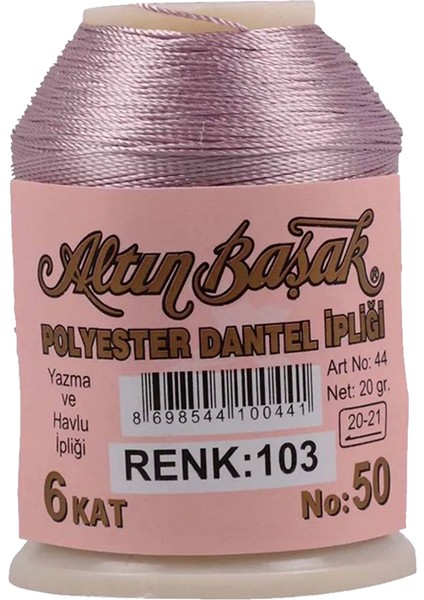 Altın Başak ®
POLYESTER DANTEL İPLİĞİ
Yazma
ve
Havlu
İpliği
8 698544 100441
Art No: 44
Net: 20 gr.
20-21
RENK:103
6 KAT
No: 50